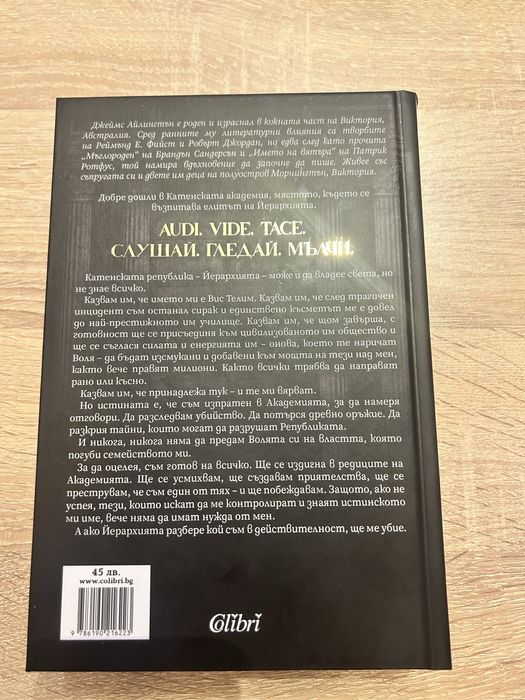 Джеймс Айлингтън е роден и израснал в южната част на Виктория,
Австралия. Сред ранните му литературни влияния са творбите
на Реймънд Е. Фийст и Робърт Джордан, но едва след като прочита
„Мъглороден“ на Брандън Сандерсън и „Името на вятъра“ на Патрик
Ротфус, той намира вдъхновение да започне да пише. Живее със
съпругата си и двете им деца на полуостров Морнингтън, Виктория.
Добре дошли в Катенската академия, мястото, където се
възпитава елитът на Йерархията.
AUDI. VIDE. TACE.
СЛУШАЙ. ГЛЕДАЙ. МЪЛЧИ.
Катенската република – Йерархията – може и да владее света, но
не знае всичко.
Казвам им, че името ми е Вис Телим. Казвам им, че след трагичен
инцидент съм останал сирак и единствено късметът ме е довел
до най-престижното им училище. Казвам им, че щом завърша, с
готовност ще се присъединя към цивилизованото им общество и
ще се съглася силата и енергията им – онова, което те наричат
Воля – да бъдат изсмукани и добавени към мощта на тези над мен,
както вече правят милиони. Както всички трябва да направят
рано или късно.
Казвам им, че принадлежа тук – и те ми вярват.
Но истината е, че съм изпратен в Академията, за да намеря
отговори. Да разследвам убийство. Да потърся древно оръжие. Да
разкрия тайни, които могат да разрушат Републиката.
И никога, никога няма да предам Волята си на властта, която
погуби семейството ми.
За да оцелея, съм готов на всичко. Ще се издигна в редиците на
Академията. Ще се усмихвам, ще създавам приятелства, ще се
преструвам, че съм един от тях – и ще побеждавам. Защото, ако не
успея, тези, които искат да ме контролират и знаят истинското
ми име, вече няма да имат нужда от мен.
А ако Йерархията разбере кой съм в действителност, ще ме убие.
45 лв.
www.colibri.bg
9 786190 216223
Colibri